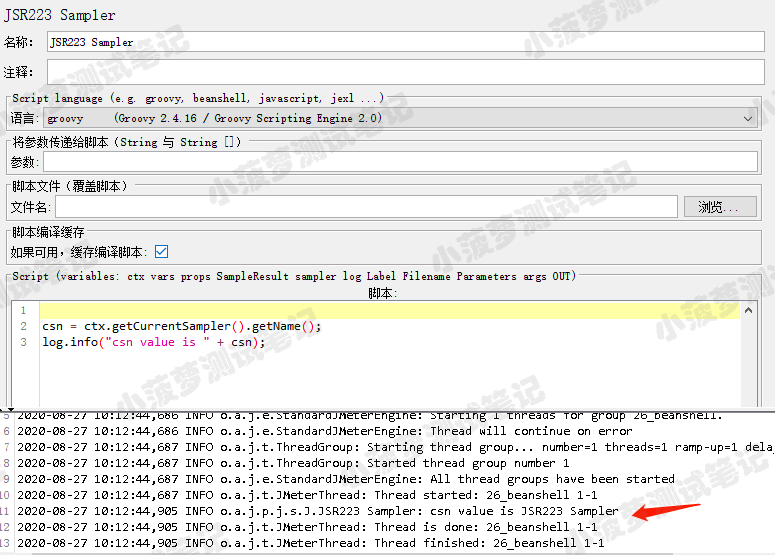 JSR223 Sampler
名称: JSR223 Sampler
注释:
Script language (e.g. groovy, beanshell, javascript, jexl ...)
语言: groovy (Groovy 2.4.16 / Groovy Scripting Engine 2.0)
将参数传递给脚本(String 与 String [])
参数:
脚本文件(覆盖脚本)
文件名: 浏览...
脚本编译缓存
如果可用，缓存编译脚本:
Script (variables: ctx vars props SampleResult sampler log Label Filename Parameters args OUT)
脚本:
1
2 csn = ctx.getCurrentSampler().getName();
3 log.info("csn value is " + csn);
5 2020-08-27 10:12:44,686 INFO o.a.j.e.StandardJMeterEngine: Starting 1 threads for group 26_beanshell.
6 2020-08-27 10:12:44,686 INFO o.a.j.e.StandardJMeterEngine: Thread will continue on error
7 2020-08-27 10:12:44,687 INFO o.a.j.t.ThreadGroup: Starting thread group... number=1 threads=1 ramp-up=1 dela
8 2020-08-27 10:12:44,687 INFO o.a.j.t.ThreadGroup: Started thread group number 1
9 2020-08-27 10:12:44,687 INFO o.a.j.e.StandardJMeterEngine: All thread groups have been started
10 2020-08-27 10:12:44,687 INFO o.a.j.t.JMeterThread: Thread started: 26_beanshell 1-1
11 2020-08-27 10:12:44,905 INFO o.a.j.p.j.s.J.JSR223 Sampler: csn value is JSR223 Sampler
12 2020-08-27 10:12:44,905 INFO o.a.j.t.JMeterThread: Thread is done: 26_beanshell 1-1
13 2020-08-27 10:12:44,905 INFO o.a.j.t.JMeterThread: Thread finished: 26_beanshell 1-1
小菠萝测试笔记